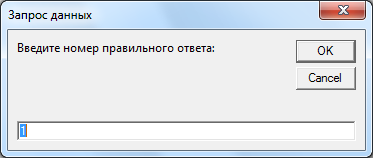 Запрос данных
Введите номер правильного ответа:
OK
Cancel
1